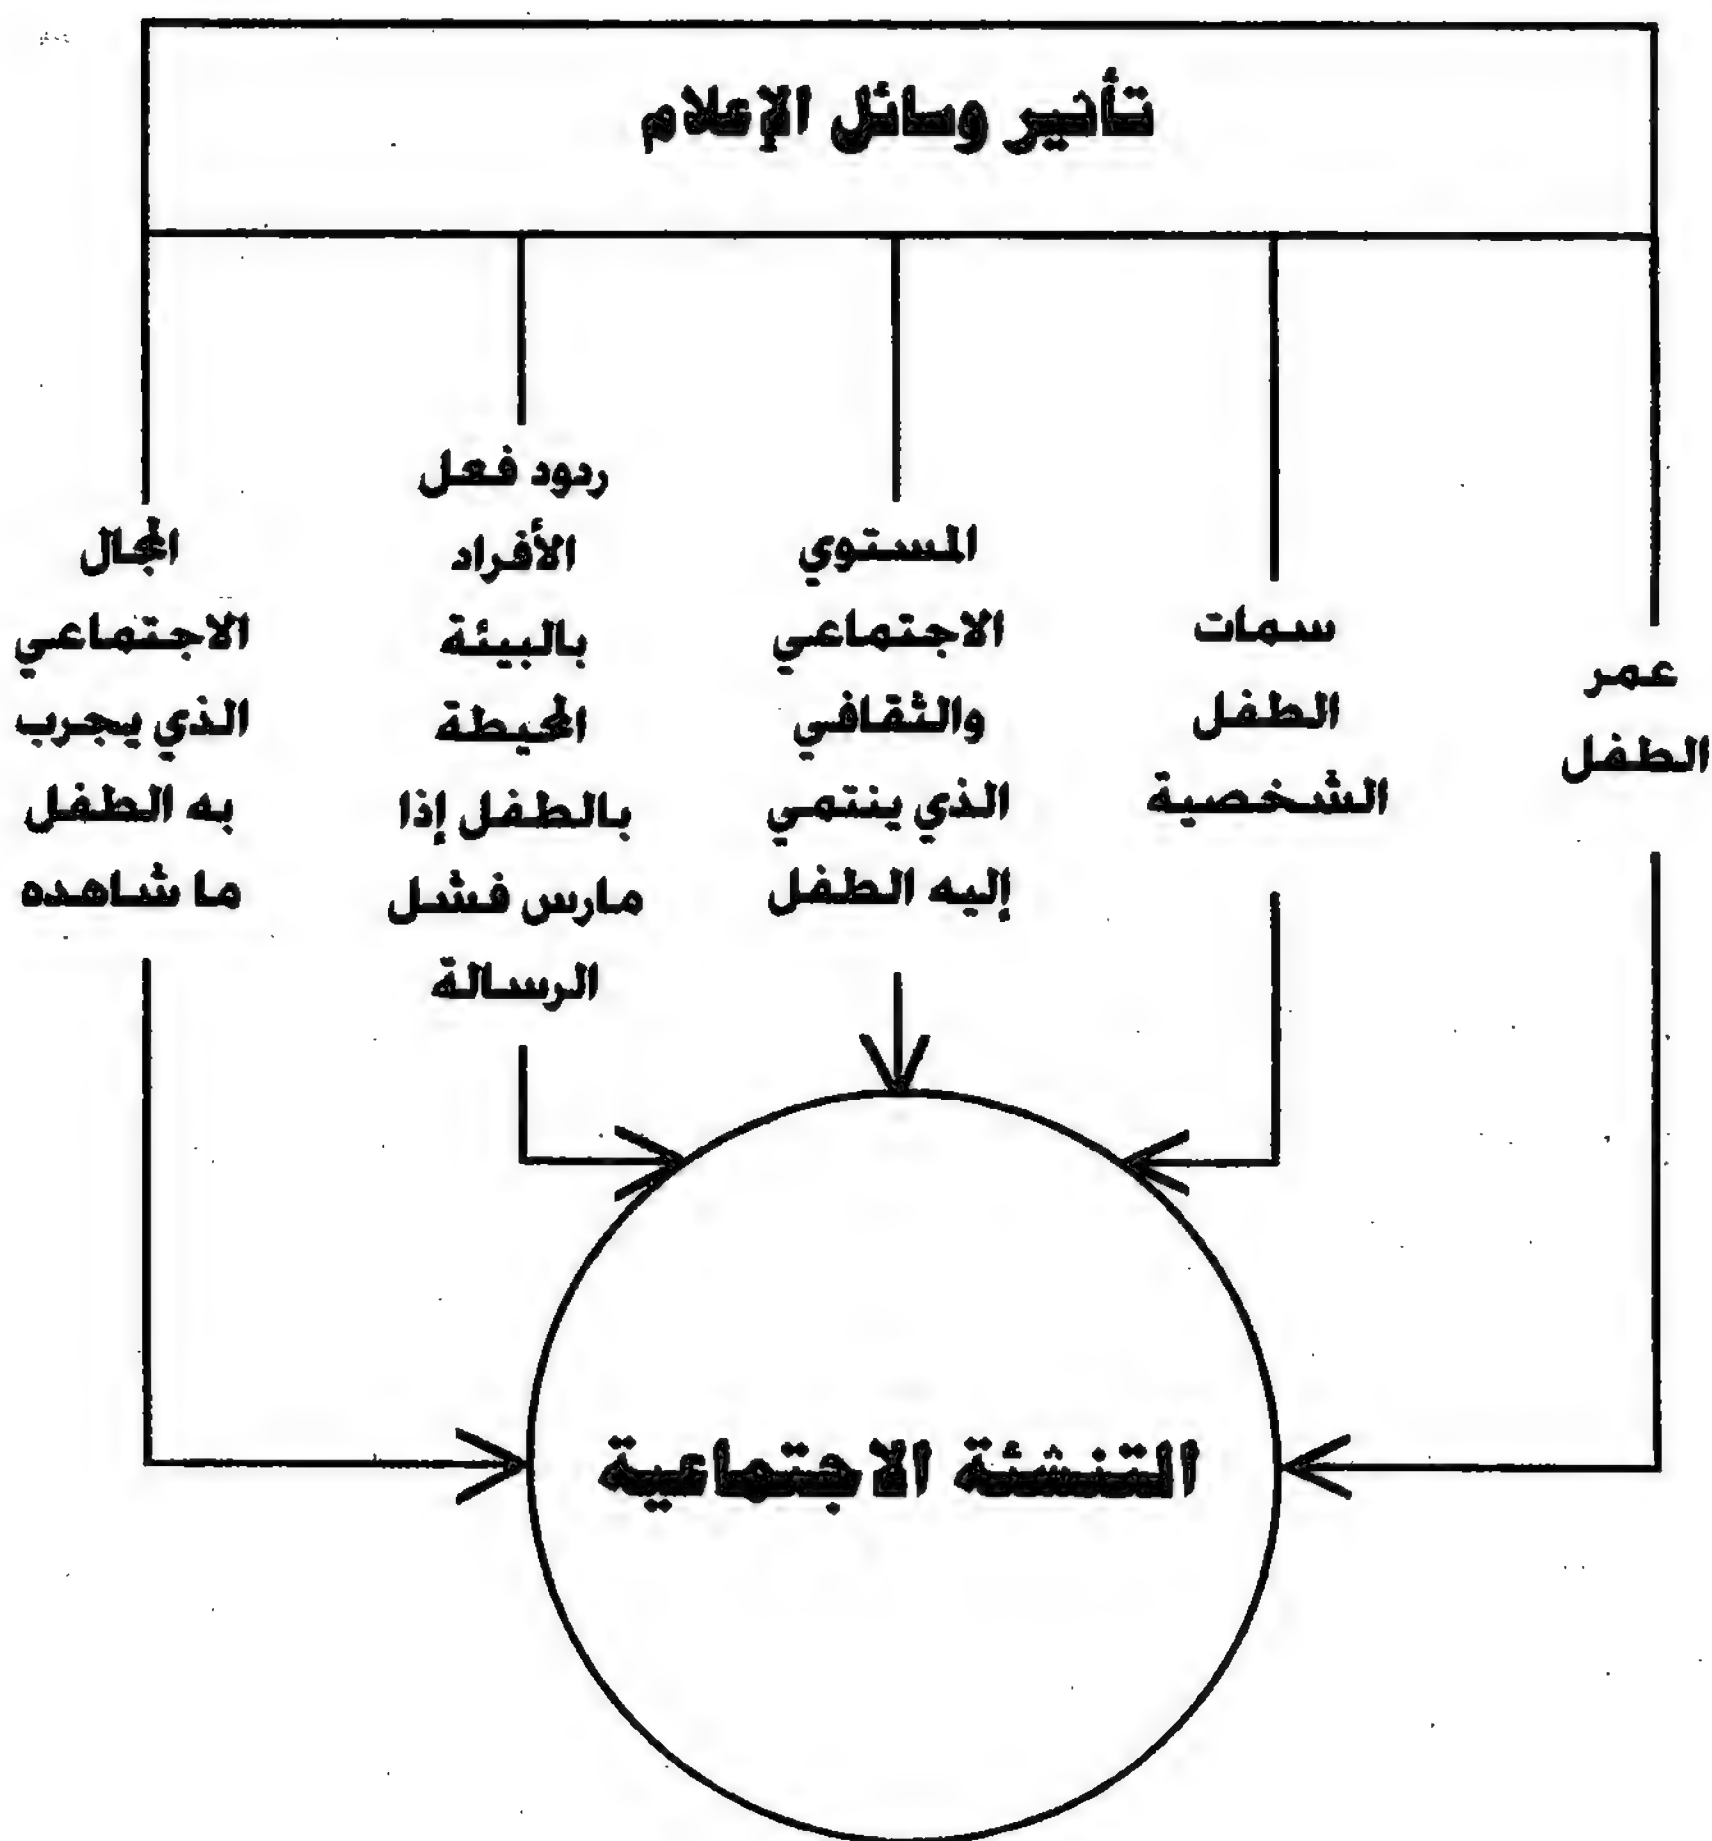 تأثير وسائل الإعلام
عمر
الطفل
سمات
الطفل
الشخصية
المستوي
الاجتماعي
والثقافي
الذي ينتمي
إليه الطفل
ردود فعل
الأفراد
بالبيئة
المحيطة
بالطفل إذا
مارس فشل
الرسالة
المجال
الاجتماعي
الذي يجرب
به الطفل
ما شاهده
التنشئة الاجتماعية